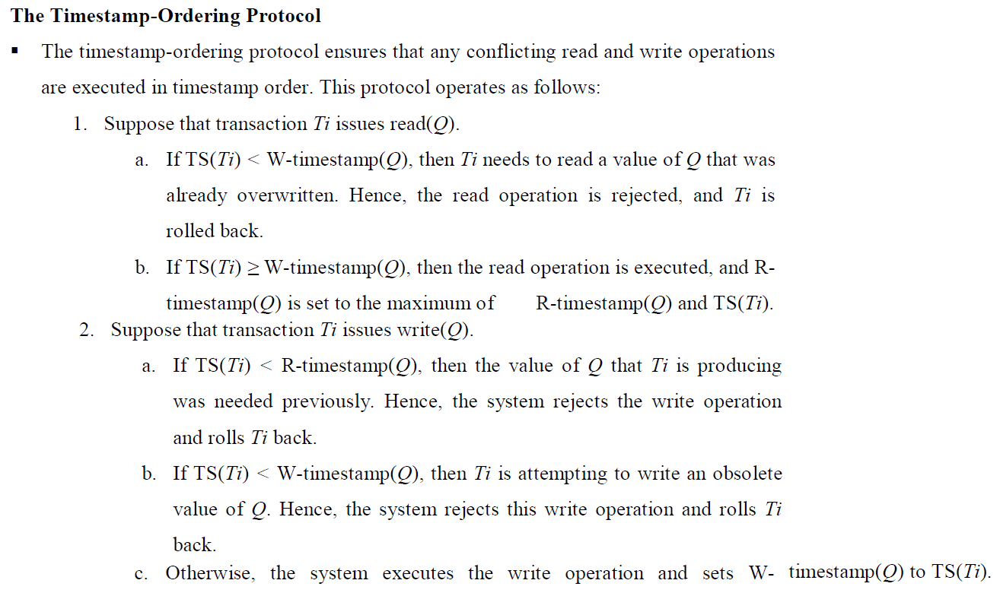 The Timestamp-Ordering Protocol
▪ The timestamp-ordering protocol ensures that any conflicting read and write operations
are executed in timestamp order. This protocol operates as follows:
1. Suppose that transaction Ti issues read(Q).
a. If TS(Ti) < W-timestamp(Q), then Ti needs to read a value of Q that was
already overwritten. Hence, the read operation is rejected, and Ti is
rolled back.
b. If TS(Ti) ≥ W-timestamp(Q), then the read operation is executed, and R-
timestamp(Q) is set to the maximum of R-timestamp(Q) and TS(Ti).
2. Suppose that transaction Ti issues write(Q).
a. If TS(Ti) < R-timestamp(Q), then the value of Q that Ti is producing
was needed previously. Hence, the system rejects the write operation
and rolls Ti back.
b. If TS(Ti) < W-timestamp(Q), then Ti is attempting to write an obsolete
value of Q. Hence, the system rejects this write operation and rolls Ti
back.
c. Otherwise, the system executes the write operation and sets W- timestamp(Q) to TS(Ti).